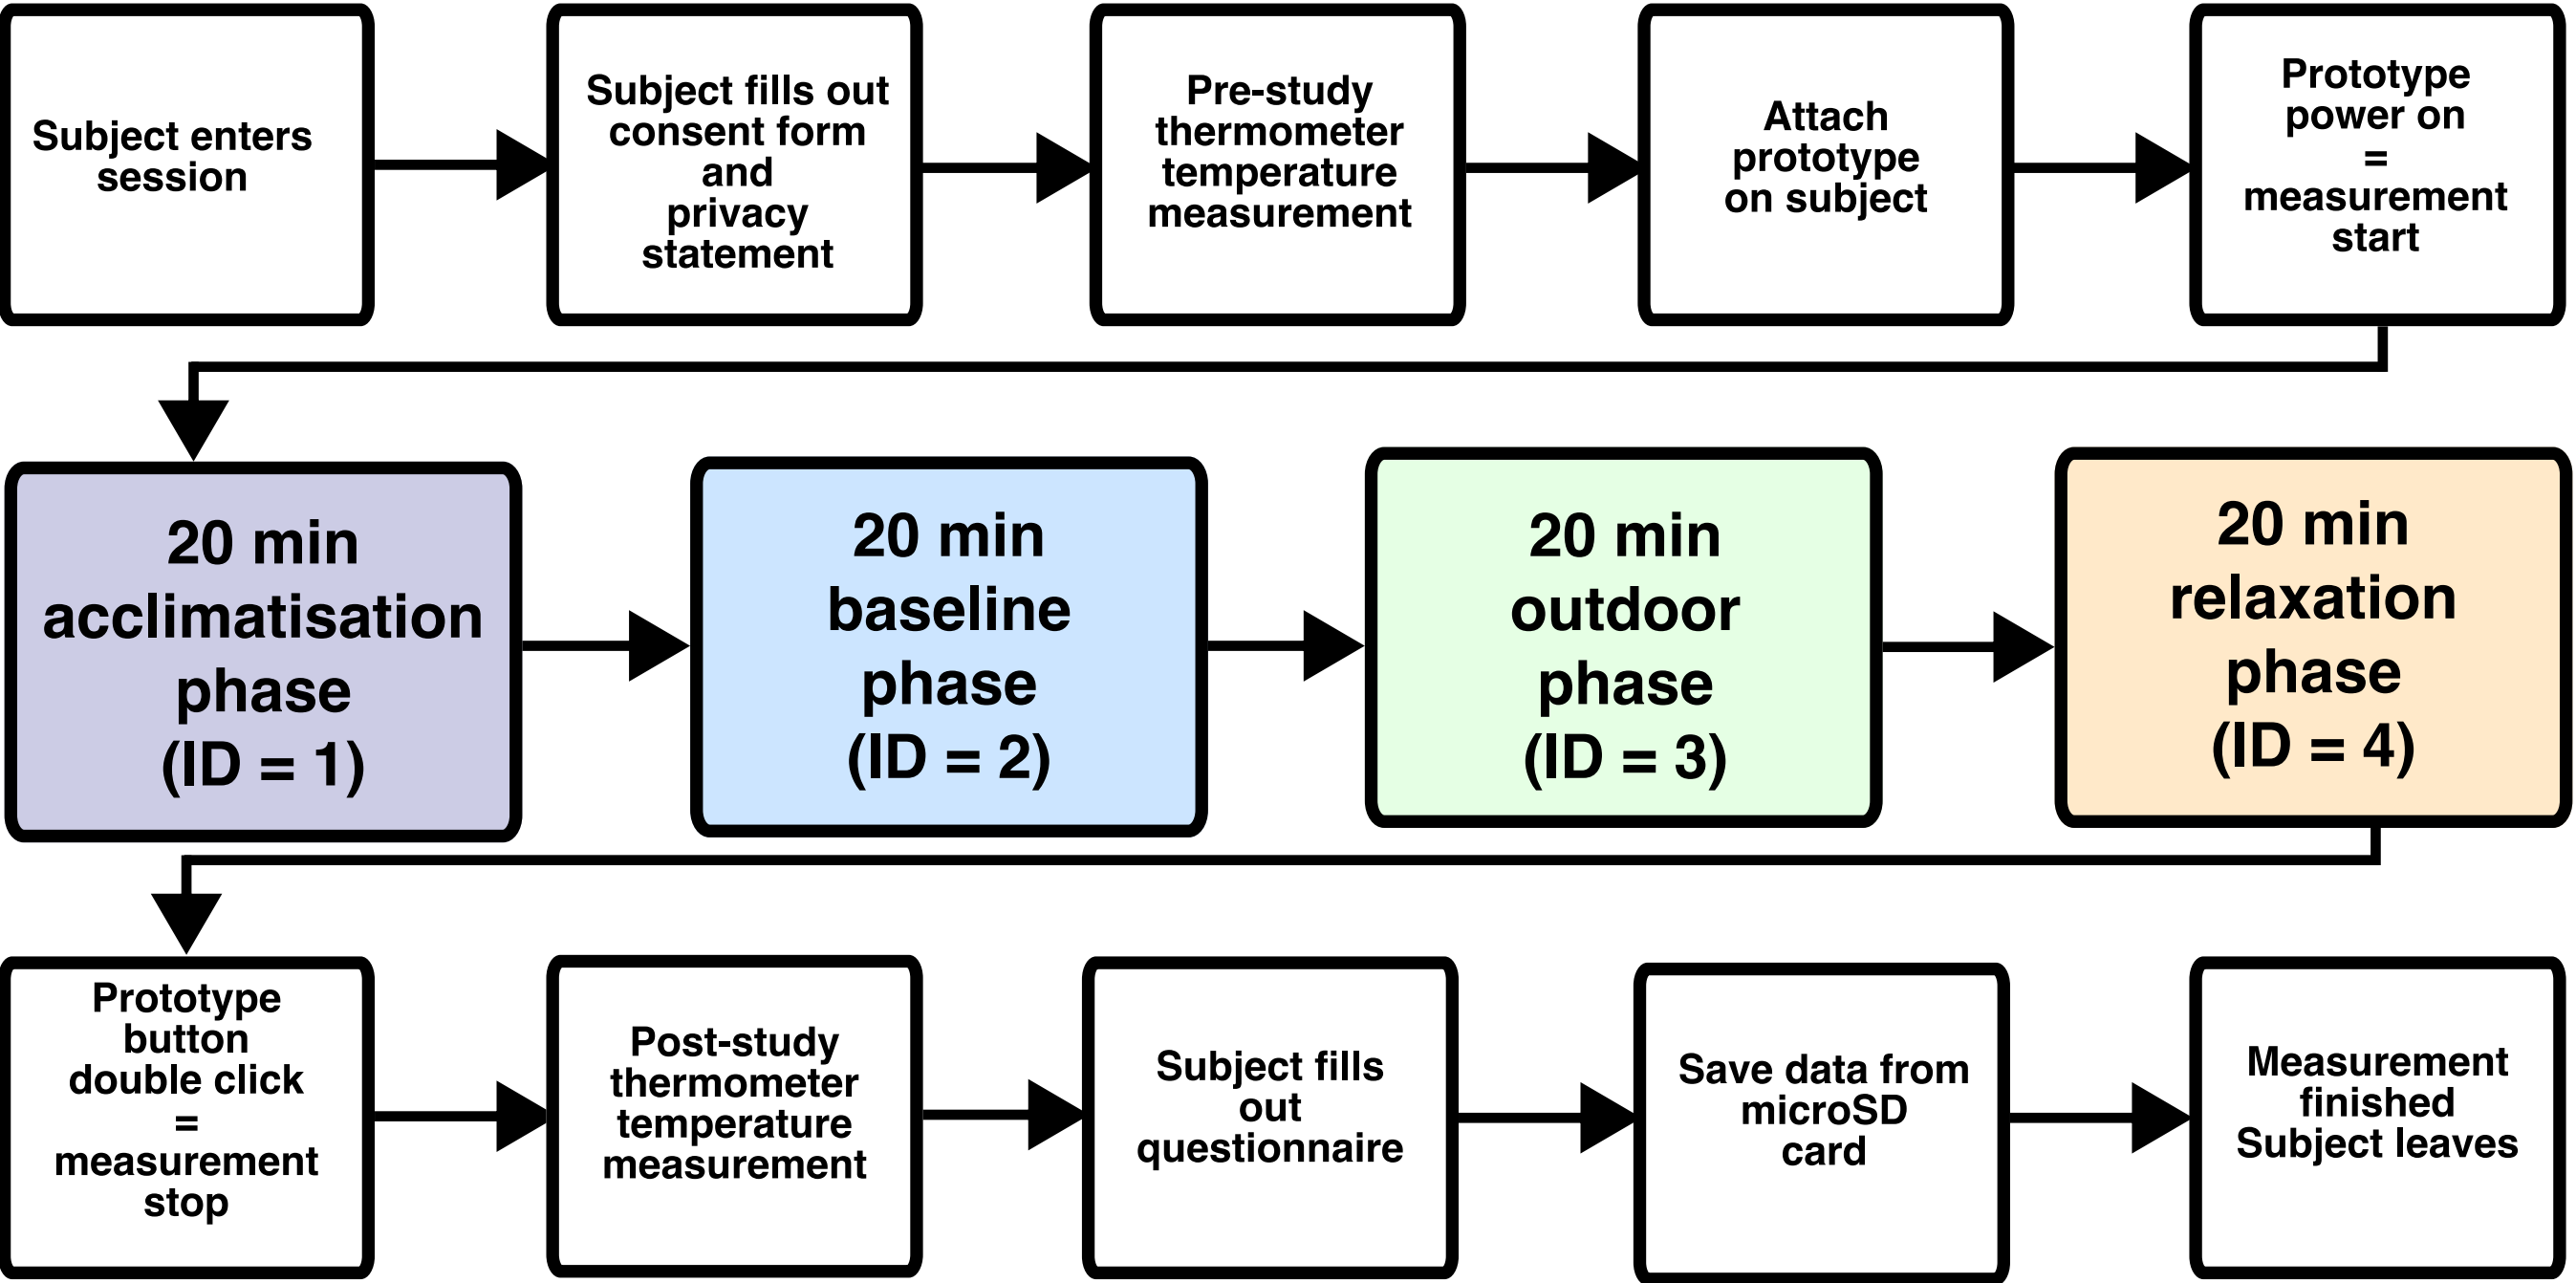 Subject enters
session
Subject fills out
consent form
and
privacy
statement
Pre-study
thermometer
temperature
measurement
Attach
prototype
on subject
Prototype
power on
=
measurement
start
20 min
acclimatisation
phase
(ID = 1)
20 min
baseline
phase
(ID = 2)
20 min
outdoor
phase
(ID = 3)
20 min
relaxation
phase
(ID = 4)
Prototype
button
double click
=
measurement
stop
Post-study
thermometer
temperature
measurement
Subject fills
out
questionnaire
Save data from
microSD
card
Measurement
finished
Subject leaves